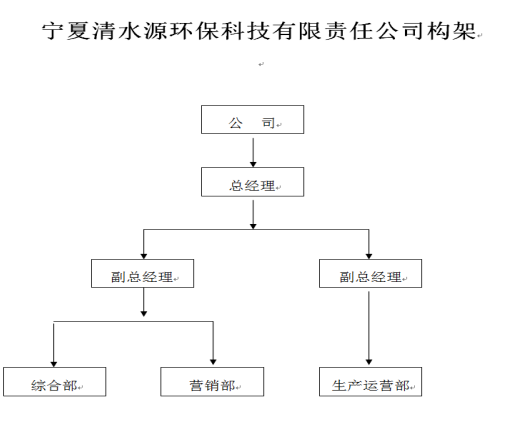 宁夏清水源环保科技有限责任公司构架
公 司
总经理
副总经理 副总经理
综合部 营销部 生产运营部